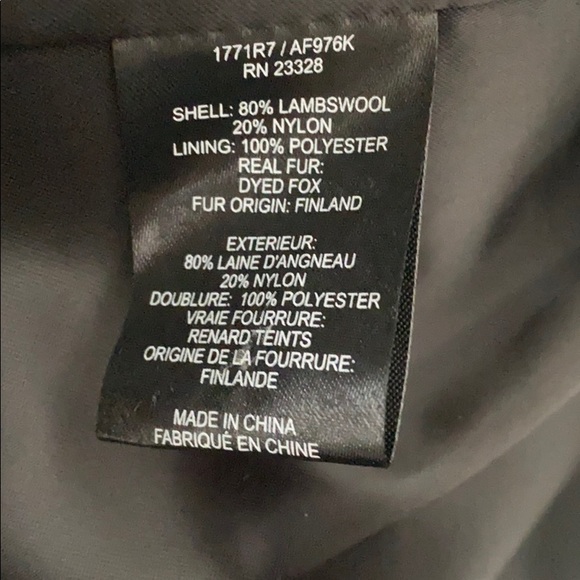 1771R7 / AF976K
RN 23328
SHELL: 80% LAMBSWOOL
20% NYLON
LINING: 100% POLYESTER
REAL FUR:
DYED FOX
FUR ORIGIN: FINLAND
EXTERIEUR:
80% LAINE D'ANGNEAU
20% NYLON
DOUBLURE: 100% POLYESTER
VRAIE FOURRURE:
RENARD TEINTS
ORIGINE DE LA FOURRURE:
FINLANDE
MADE IN CHINA
FABRIQUÉ EN CHINE